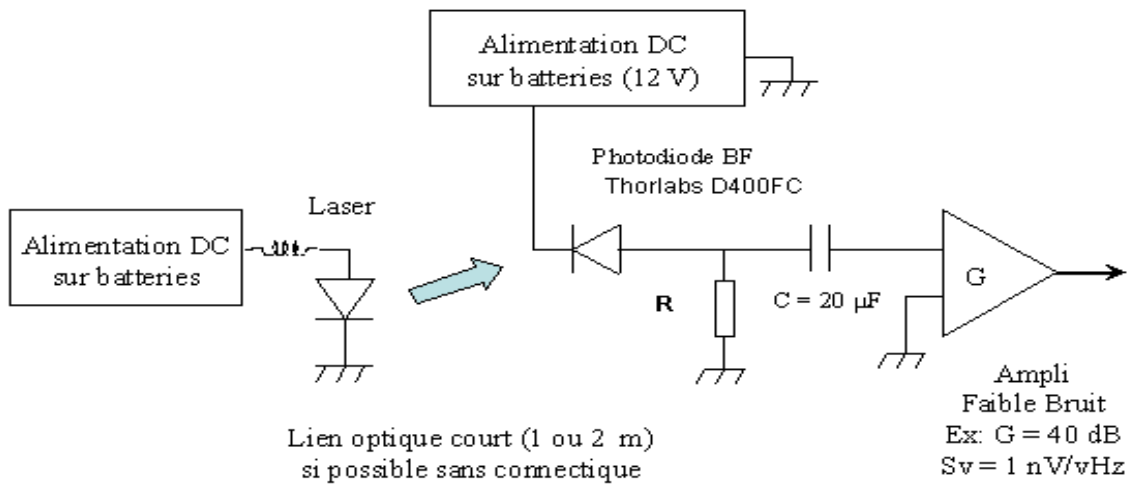 Alimentation DC
sur batteries (12 V)
Photodiode BF
Thorlabs D400FC
Laser
Alimentation DC
sur batteries
R
C = 20 µF
G
Ampli
Faible Bruit
Ex: G = 40 dB
Sv = 1 nV/vHz
Lien optique court (1 ou 2 m)
si possible sans connectique